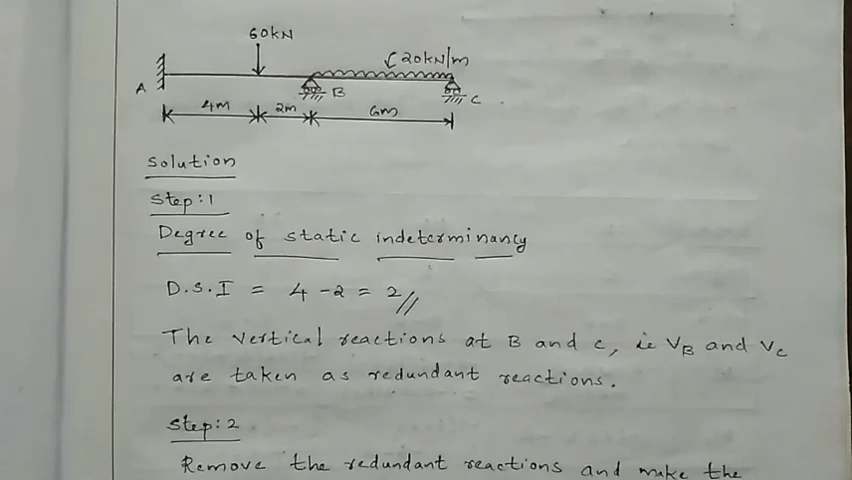 60kN
20kN/m
A
B
C
4m
2m
6m
Solution
Step:1
Degree of static indeterminancy
D.S.I = 4 - 2 = 2//
The vertical reactions at B and c, ie VB and Vc
are taken as redundant reactions.
Step:2
Remove the redundant reactions and make the